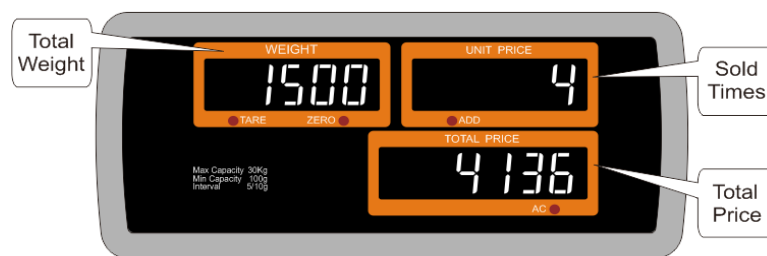 Total
Weight
WEIGHT
1500
TARE
ZERO
UNIT PRICE
4
ADD
Sold
Times
TOTAL PRICE
4136
AC
Total
Price
Max Capacity 30Kg
Min Capacity 100g
Interval 5/10g